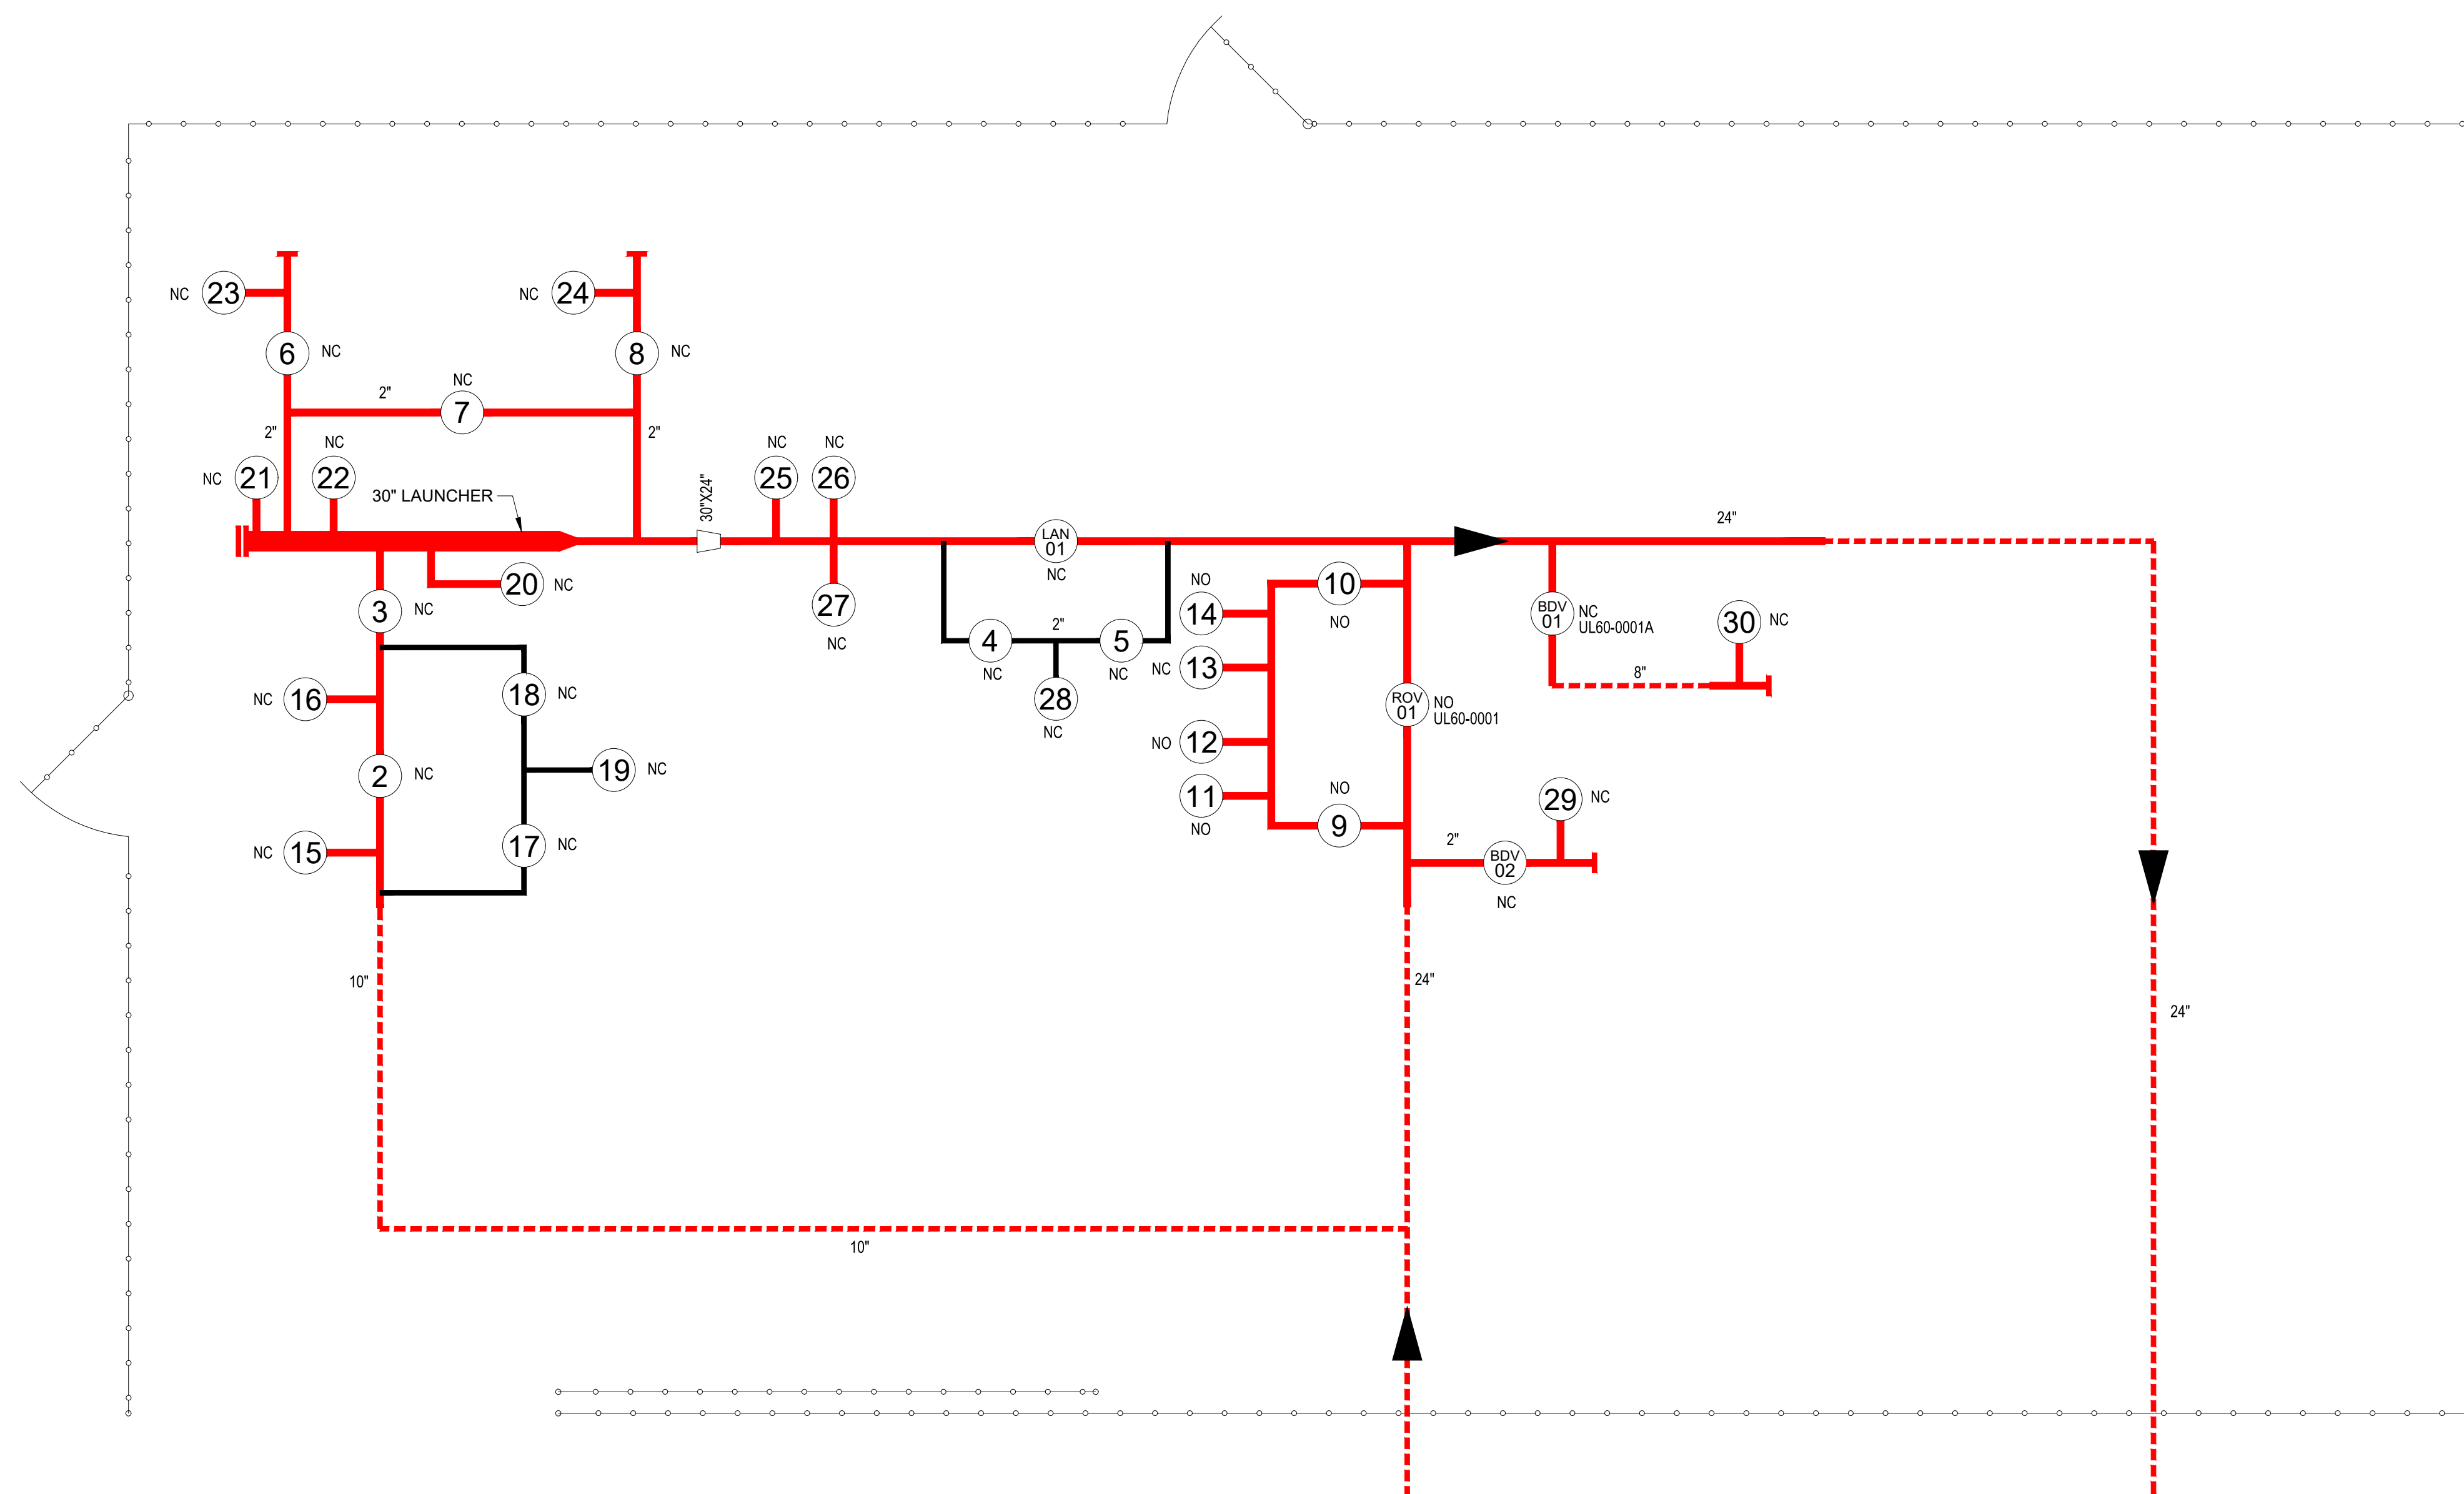 NC
23
NC
24
6
NC
8
NC
NC
2"
7
2"
2"
NC
NC
NC
NC
21
22
30" LAUNCHER
30"X24"
25
26
24"
LAN
01
NC
3
NC
20
NC
27
NC
NO
14
10
NO
BDV
01
NC
UL60-0001A
30
NC
2"
4
5
NC
NC
NC
13
8"
NC
16
18
NC
28
NC
ROV
01
NO
UL60-0001
NO
12
2
NC
19
NC
11
NO
NO
29
NC
9
NC
15
17
NC
2"
BDV
02
NC
10"
24"
24"
10"